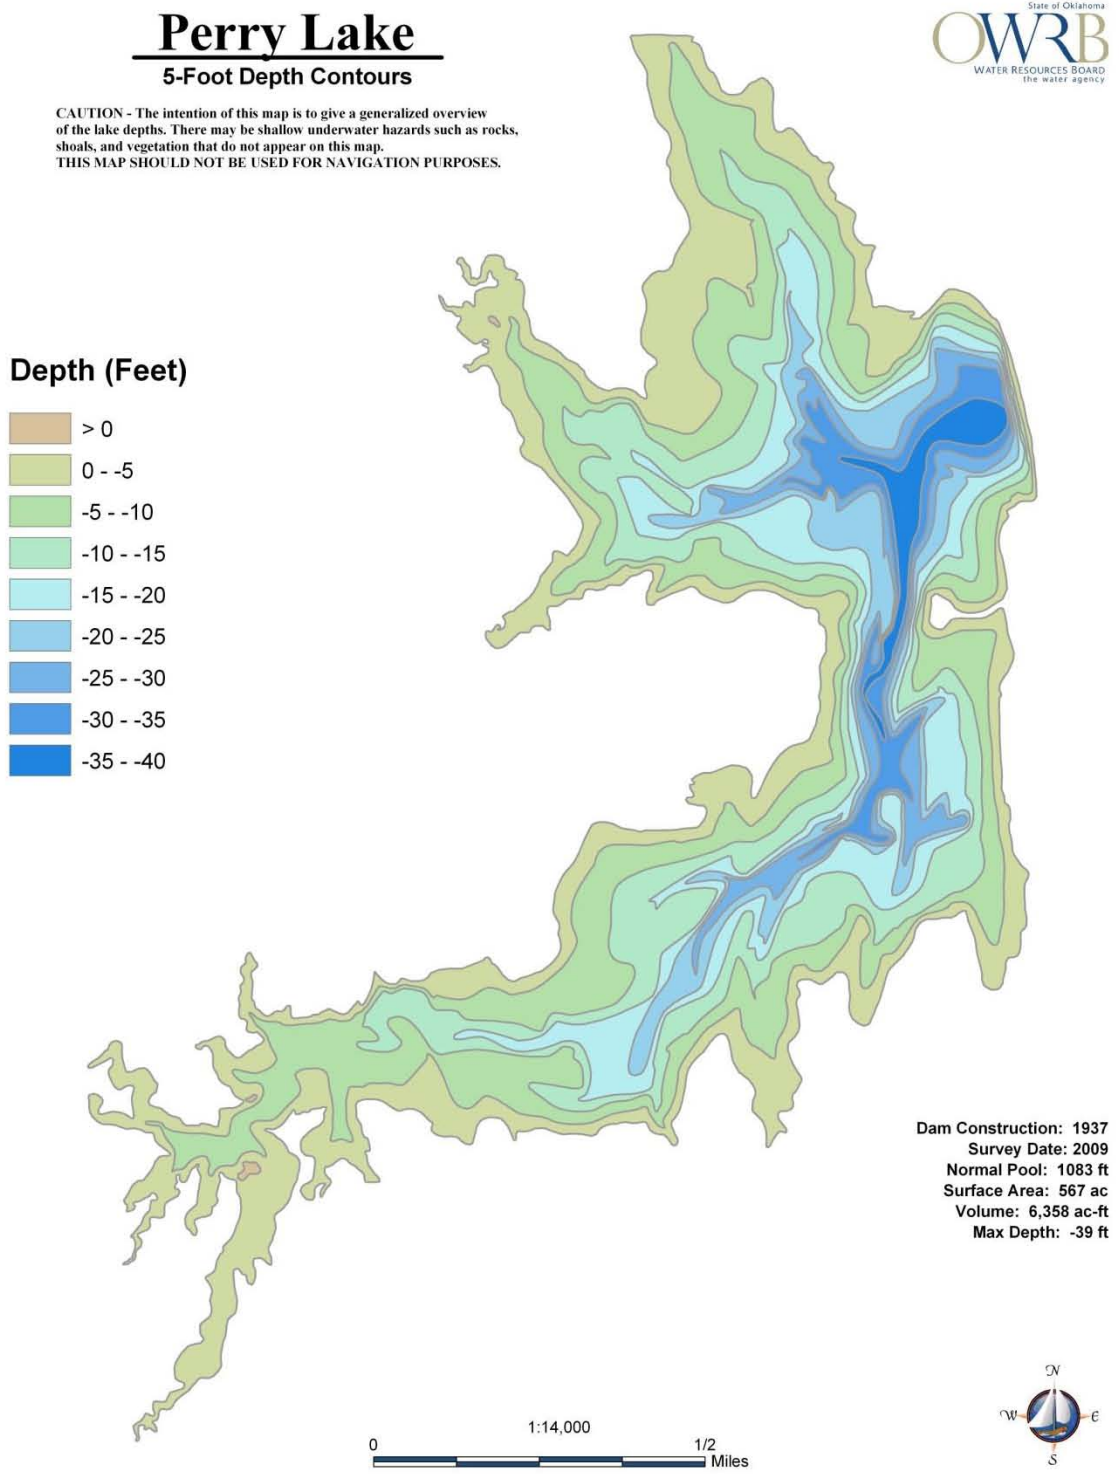 Perry Lake
5-Foot Depth Contours
CAUTION - The intention of this map is to give a generalized overview
of the lake depths. There may be shallow underwater hazards such as rocks,
shoals, and vegetation that do not appear on this map.
THIS MAP SHOULD NOT BE USED FOR NAVIGATION PURPOSES.
State of Oklahoma
OWRB
WATER RESOURCES BOARD
the water agency
Depth (Feet)
> 0
0 - -5
-5 - -10
-10 - -15
-15 - -20
-20 - -25
-25 - -30
-30 - -35
-35 - -40
Dam Construction: 1937
Survey Date: 2009
Normal Pool: 1083 ft
Surface Area: 567 ac
Volume: 6,358 ac-ft
Max Depth: -39 ft
1:14,000
0 1/2
Miles
N
W E
S